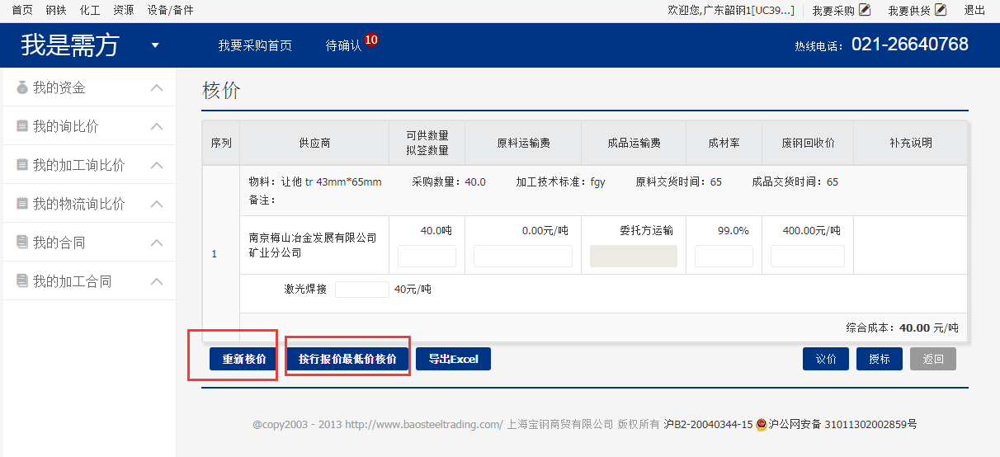 首页 钢铁 化工 资源 设备/备件 欢迎您,广东韶钢1[UC39...] 我要采购 我要供货 退出
我是需方 我要采购首页 待确认 10 热线电话： 021-26640768
我的资金
我的询比价
我的加工询比价
我的物流询比价
我的合同
我的加工合同
核价
序列 供应商 可供数量 原料运输费 成品运输费 成材率 废钢回收价 补充说明
拟签数量
物料：让他 tr 43mm*65mm 采购数量：40.0 加工技术标准：fgy 原料交货时间：65 成品交货时间：65
备注：
1 南京梅山冶金发展有限公司 40.0吨 0.00元/吨 委托方运输 99.0% 400.00元/吨
矿业分公司
激光焊接 40元/吨
综合成本：40.00 元/吨
重新核价 按行报价最低价核价 导出Excel 议价 授标 返回
@copy2003 - 2013 http://www.baosteeltrading.com/ 上海宝钢商贸有限公司 版权所有 沪B2-20040344-15 沪公网安备 31011302002859号